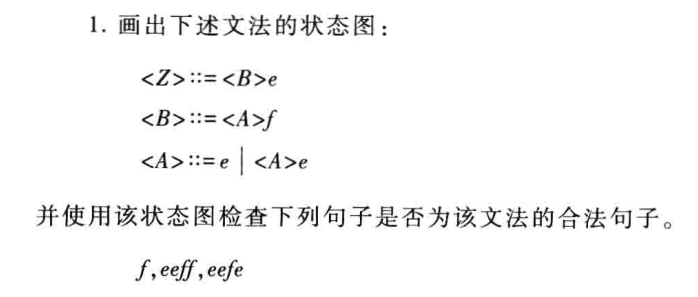 1. 画出下述文法的状态图：
<Z>::=<B>e
<B>::=<A>f
<A>::=e | <A>e
并使用该状态图检查下列句子是否为该文法的合法句子。
f,eeff,eefe